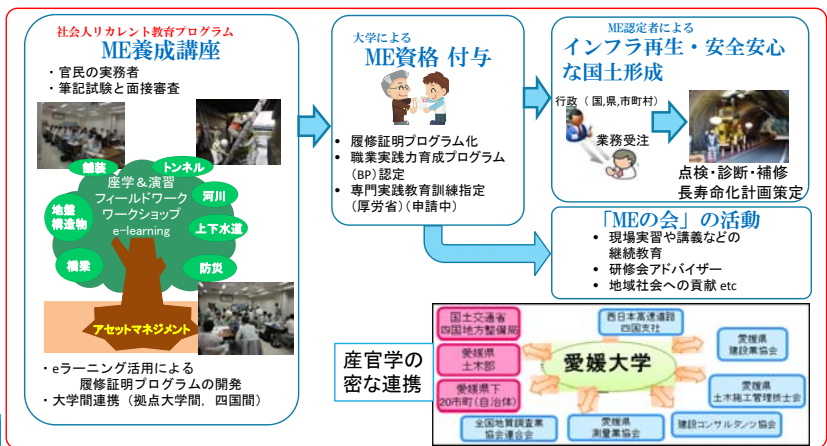 社会人リカレント教育プログラム
ME養成講座
・官民の実務者
・筆記試験と面接審査
舗装
トンネル
座学＆演習
フィールドワーク
ワークショップ
e-learning
地盤
構造物
河川
上下水道
橋梁
防災
アセットマネジメント
・eラーニング活用による
履修証明プログラムの開発
・大学間連携（拠点大学間，四国間）
大学による
ME資格 付与
• 履修証明プログラム化
• 職業実践力育成プログラム
(BP)認定
• 専門実践教育訓練指定
(厚労省)(申請中)
ME認定者による
インフラ再生・安全安心
な国土形成
行政（国,県,市町村）
業務受注
点検・診断・補修
長寿命化計画策定
「MEの会」の活動
• 現場実習や講義などの
継続教育
• 研修会アドバイザー
• 地域社会への貢献 etc
産官学の
密な連携
国土交通省
四国地方整備局
愛媛県
土木部
愛媛県下
20市町(自治体)
西日本高速道路
四国支社
愛媛大学
愛媛県
建設業協会
愛媛県
土木施工管理技士会
全国地質調査業
協会連合会
愛媛県
測量業協会
建設コンサルタンツ協会